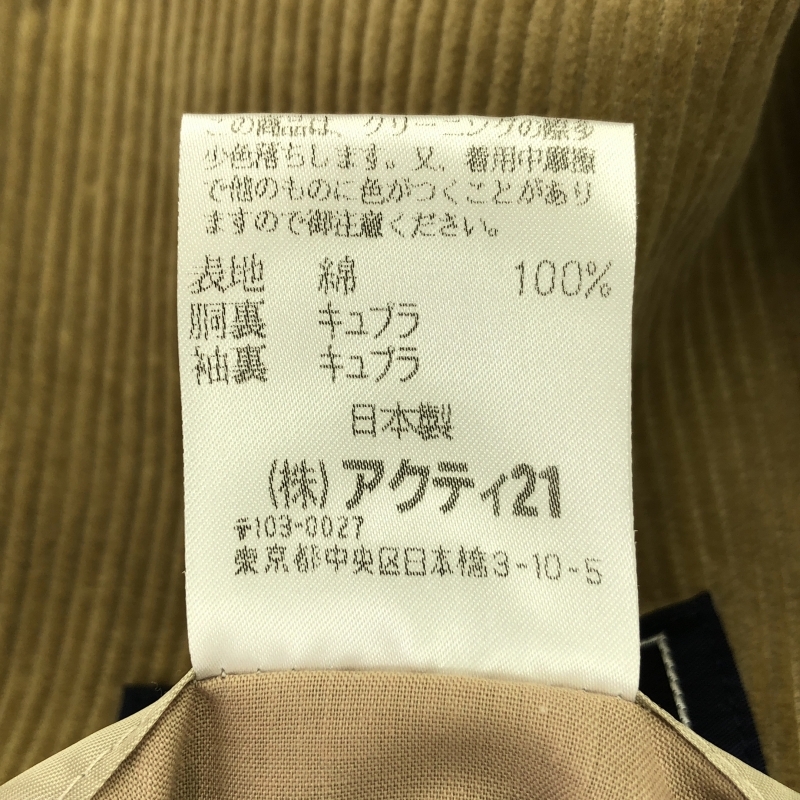 この商品は、クリーニングの際多
少色落ちします。又、着用中摩擦
で他のものに色がつくことがあり
ますので御注意ください。
表地 綿 100%
胴裏 キュプラ
袖裏 キュプラ
日本製
(株)アクティ21
〒103-0027
東京都中央区日本橋3-10-5